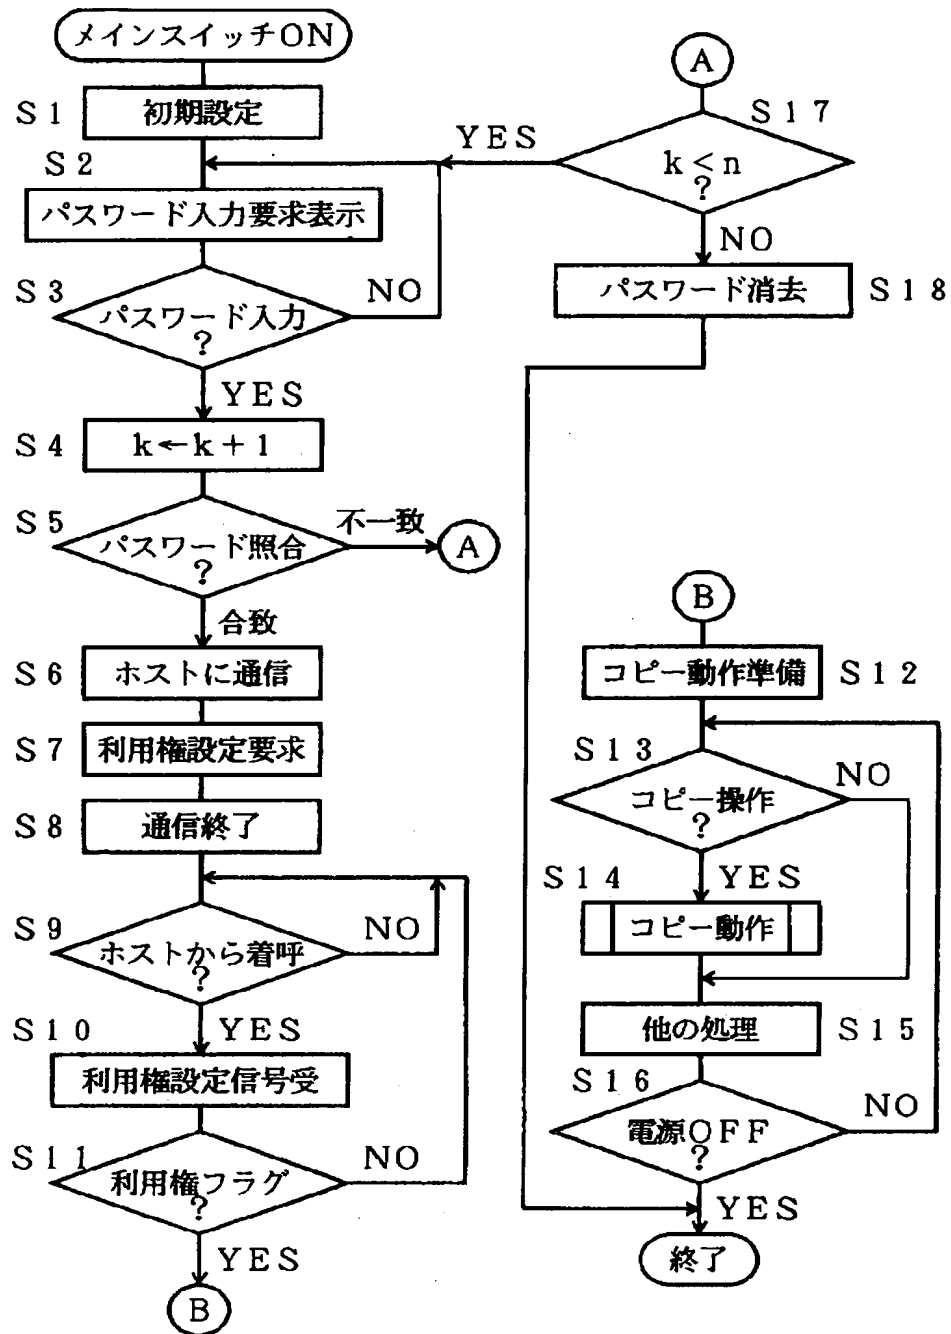 メインスイッチON
S1
初期設定
S2
パスワード入力要求表示
S3
パスワード入力
?
NO
YES
S4
k←k+1
S5
パスワード照合
?
不一致
A
合致
S6
ホストに通信
S7
利用権設定要求
S8
通信終了
S9
ホストから着呼
?
NO
YES
S10
利用権設定信号受
S11
利用権フラグ
?
NO
YES
B
A
S17
k<n
?
YES
NO
パスワード消去
S18
B
コピー動作準備
S12
S13
コピー操作
?
NO
YES
S14
コピー動作
他の処理
S15
S16
電源OFF
?
NO
YES
終了